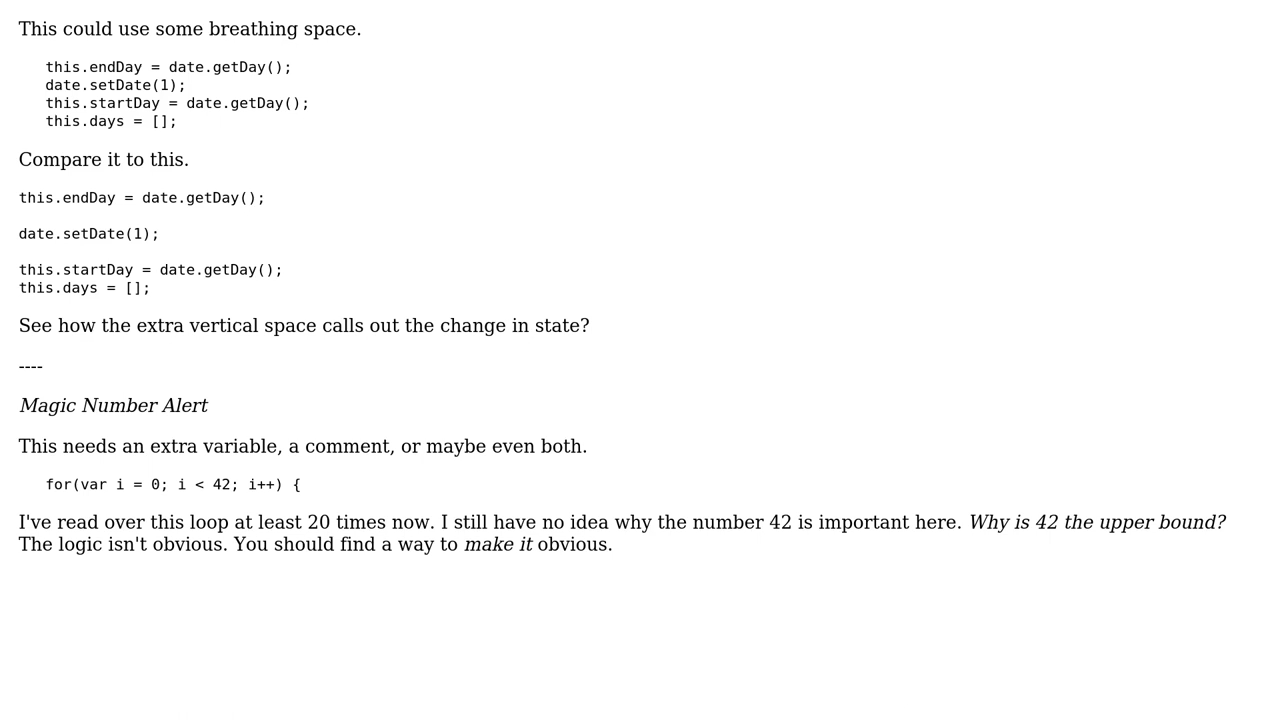 This could use some breathing space.
this.endDay = date.getDay();
date.setDate(1);
this.startDay = date.getDay();
this.days = [];
Compare it to this.
this.endDay = date.getDay();
date.setDate(1);
this.startDay = date.getDay();
this.days = [];
See how the extra vertical space calls out the change in state?
----
Magic Number Alert
This needs an extra variable, a comment, or maybe even both.
for(var i = 0; i < 42; i++) {
I've read over this loop at least 20 times now. I still have no idea why the number 42 is important here. Why is 42 the upper bound?
The logic isn't obvious. You should find a way to make it obvious.